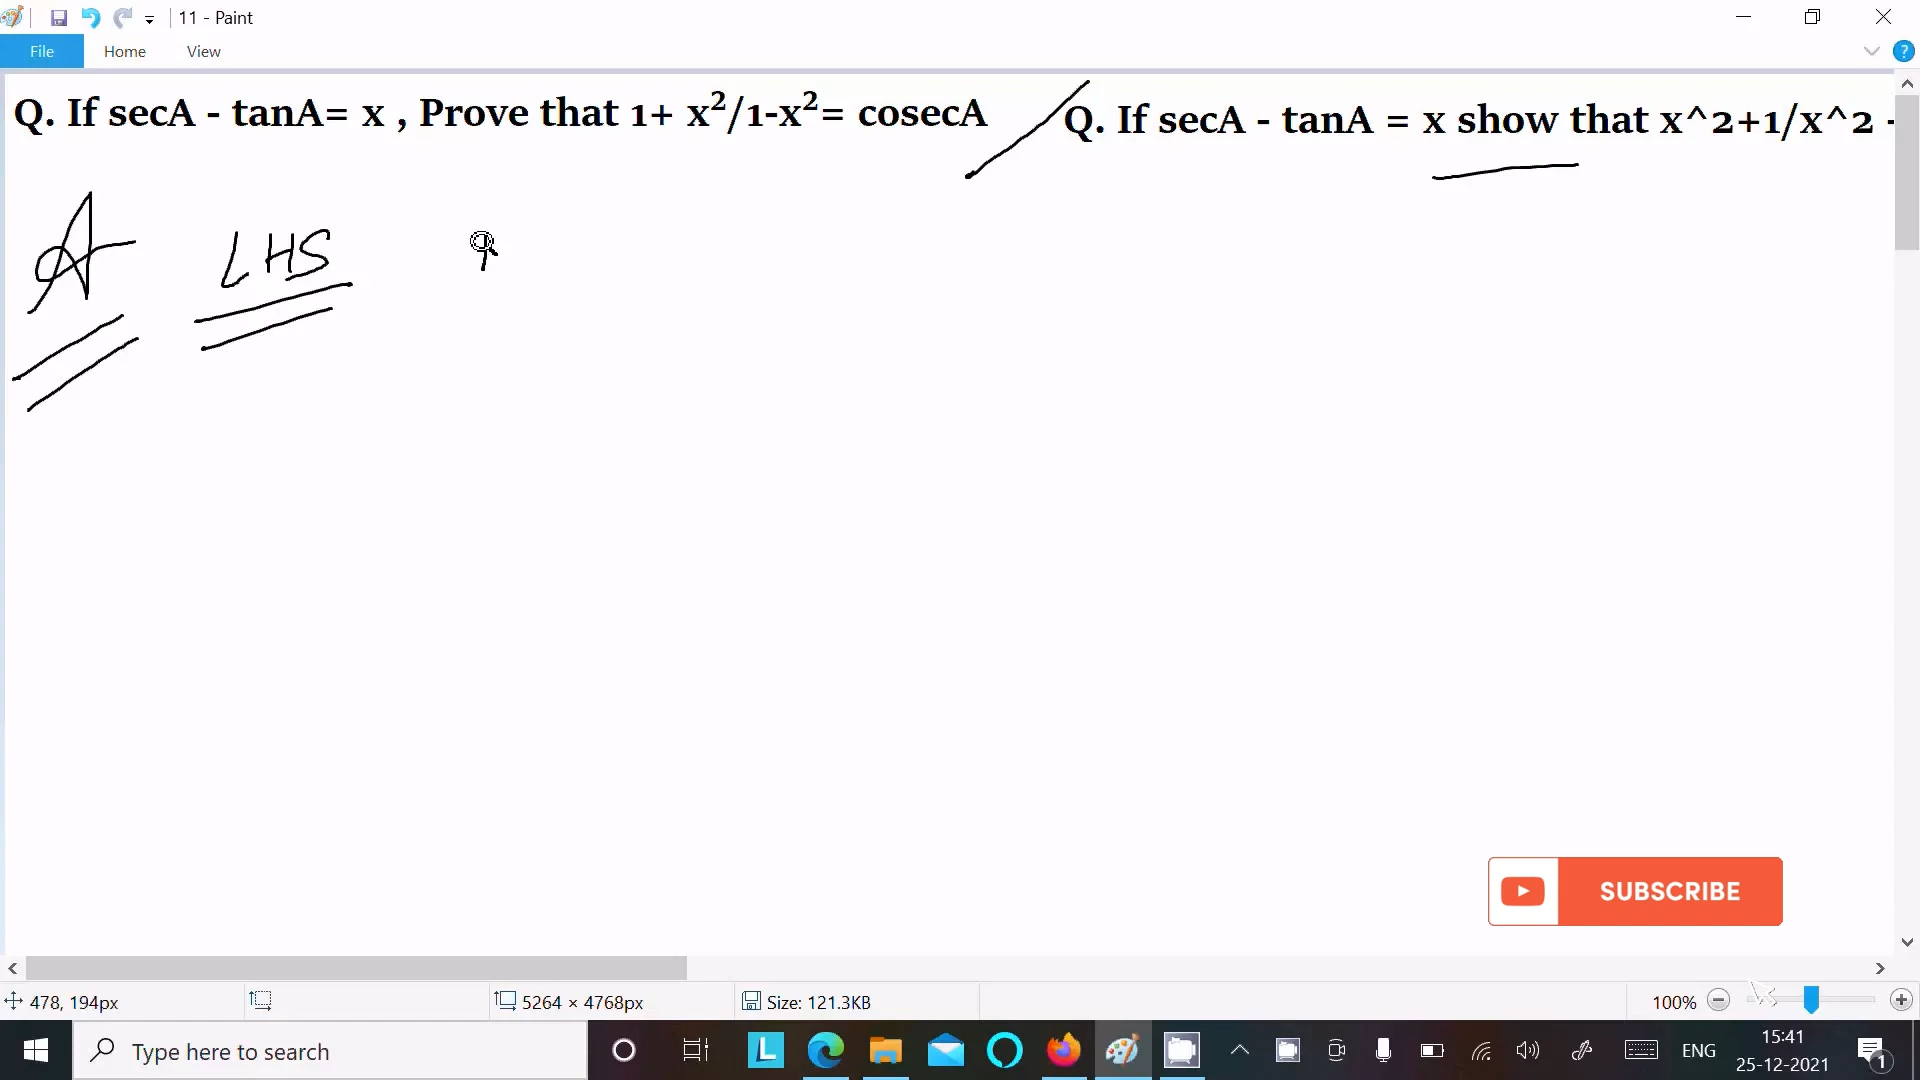 11 - Paint
File Home View
Q. If secA - tanA= x , Prove that 1+ x²/1-x²= cosecA
Q. If secA - tanA = x show that x^2+1/x^2 -
A LHS
SUBSCRIBE
478, 194px
5264 × 4768px
Size: 121.3KB
100%
Type here to search
L
ENG
15:41
25-12-2021
1